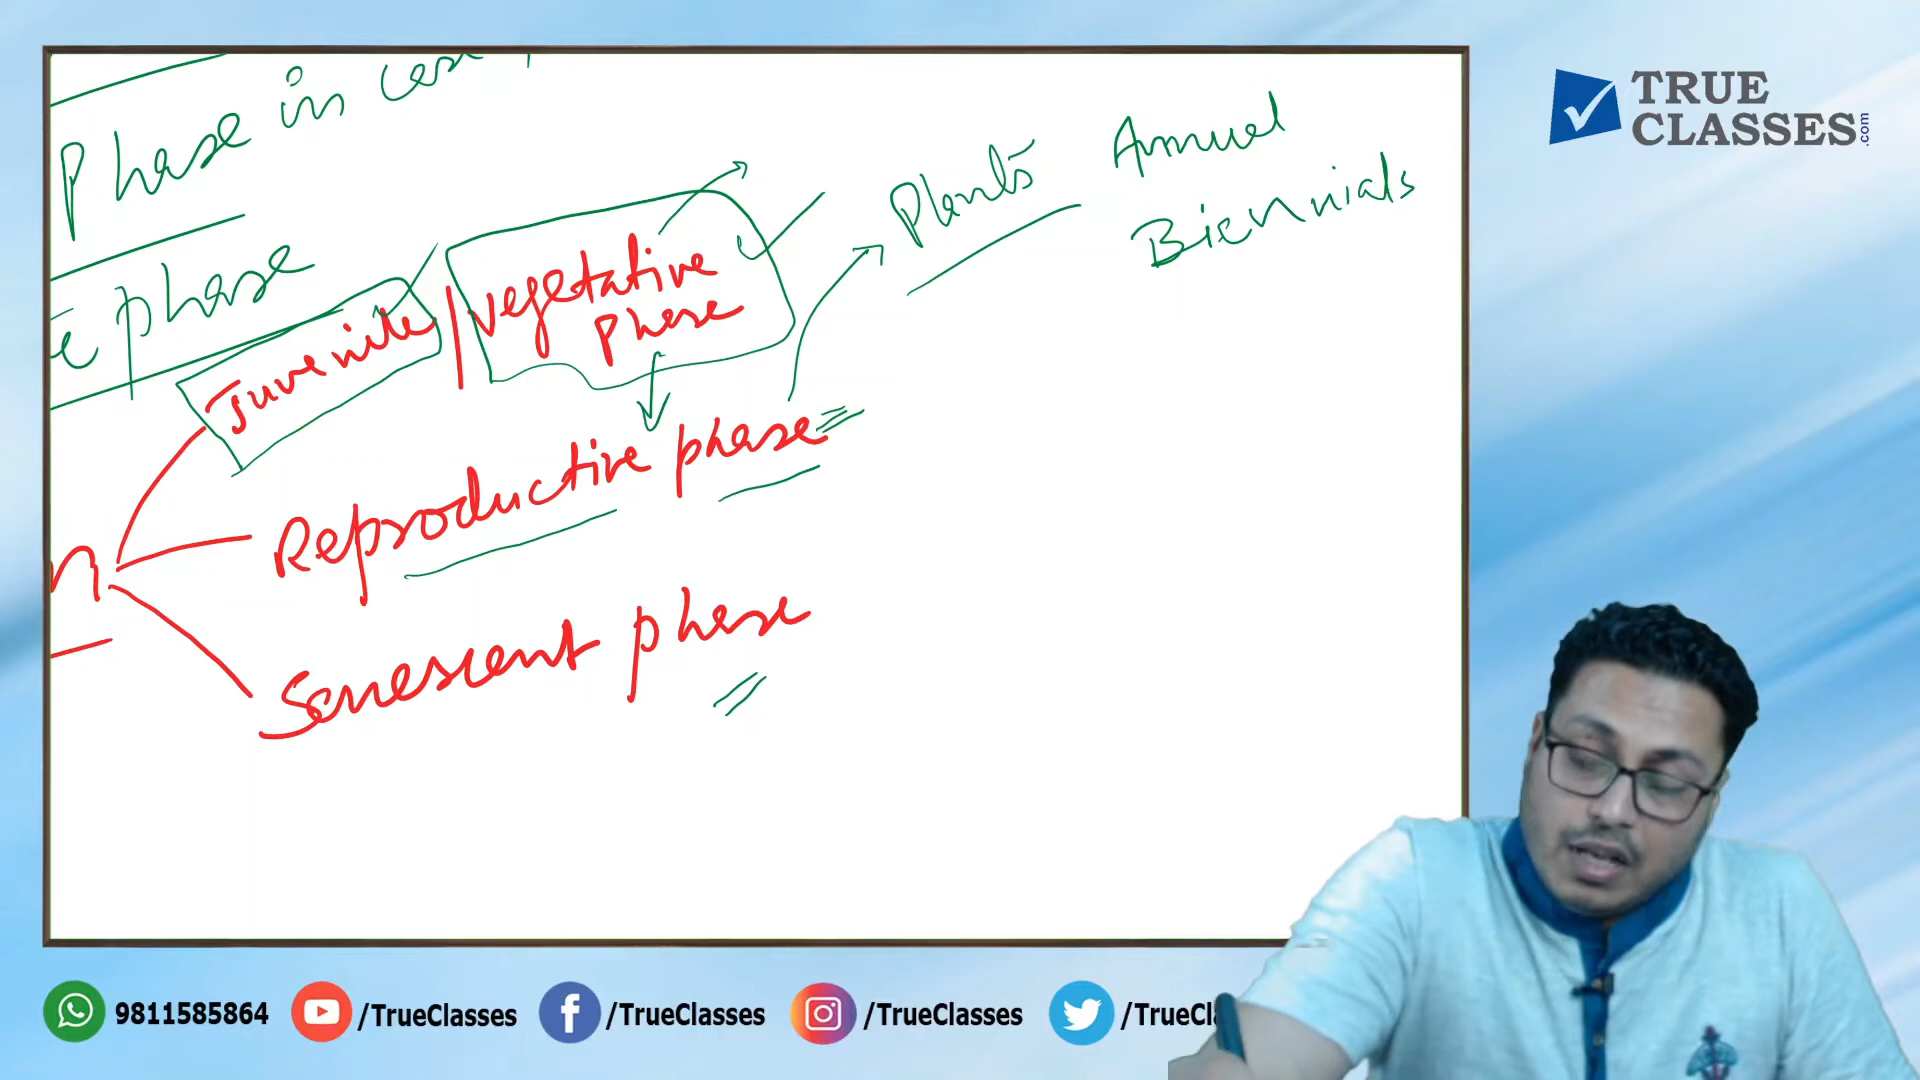 Phase in
phase
Juvenile / vegetative
Phase
Reproductive phase
Senescent phase
Plants
Annual
Biennials
TRUE
CLASSES.com
9811585864
/TrueClasses
/TrueClasses
/TrueClasses
/TrueCl